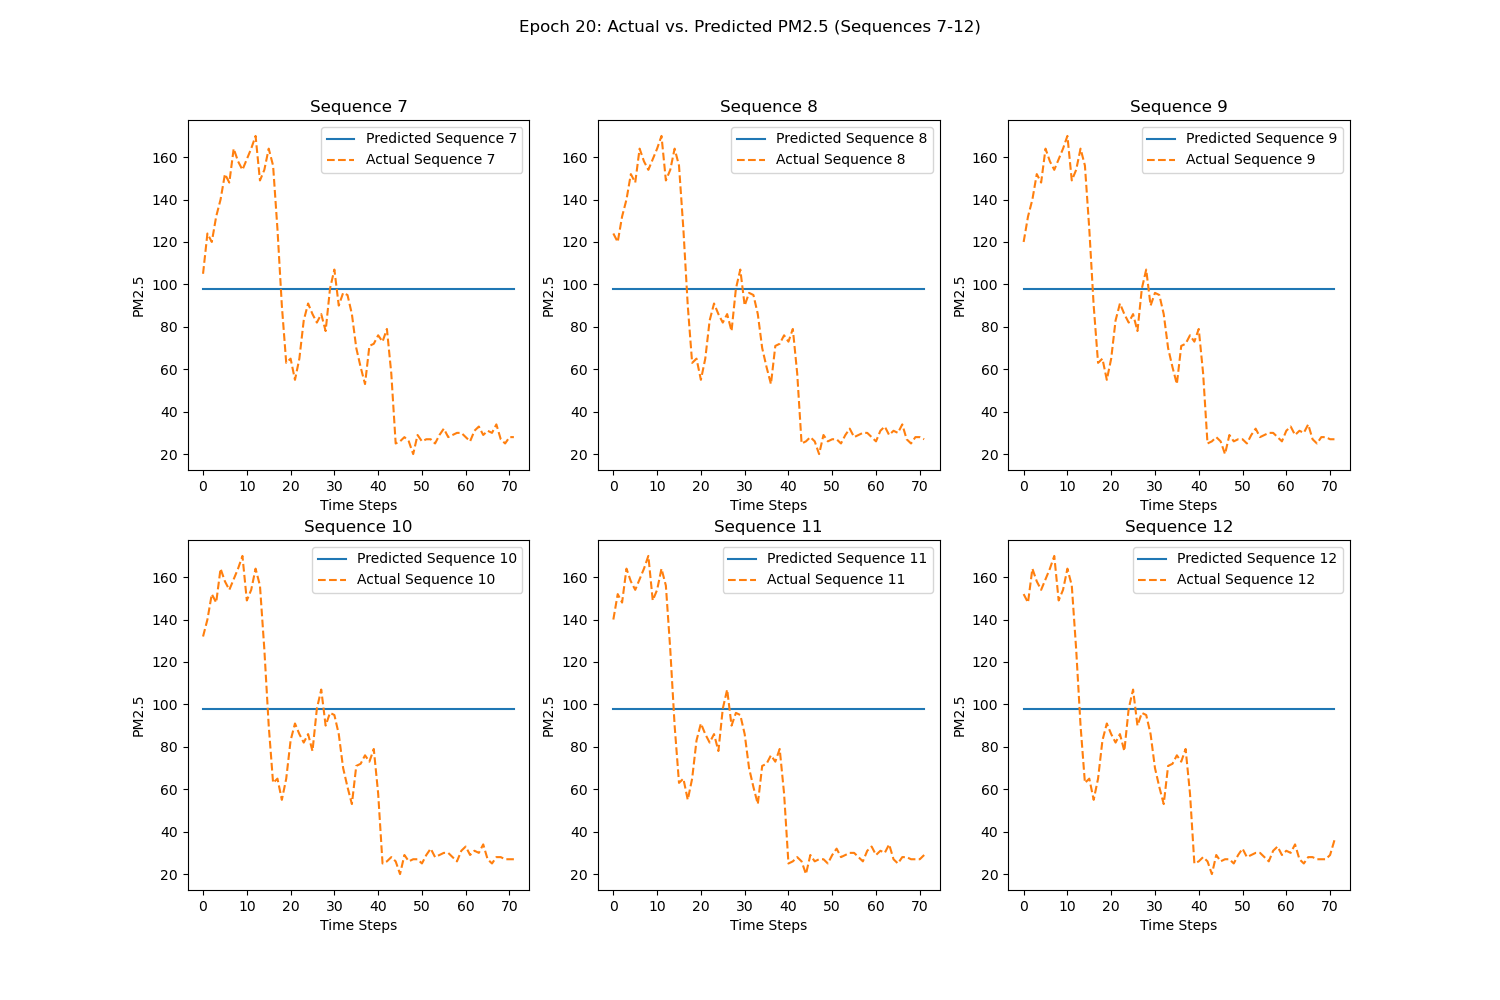 Epoch 20: Actual vs. Predicted PM2.5 (Sequences 7-12)
Sequence 7
Predicted Sequence 7
Actual Sequence 7
PM2.5
160
140
120
100
80
60
40
20
0 10 20 30 40 50 60 70
Time Steps
Sequence 8
Predicted Sequence 8
Actual Sequence 8
PM2.5
160
140
120
100
80
60
40
20
0 10 20 30 40 50 60 70
Time Steps
Sequence 9
Predicted Sequence 9
Actual Sequence 9
PM2.5
160
140
120
100
80
60
40
20
0 10 20 30 40 50 60 70
Time Steps
Sequence 10
Predicted Sequence 10
Actual Sequence 10
PM2.5
160
140
120
100
80
60
40
20
0 10 20 30 40 50 60 70
Time Steps
Sequence 11
Predicted Sequence 11
Actual Sequence 11
PM2.5
160
140
120
100
80
60
40
20
0 10 20 30 40 50 60 70
Time Steps
Sequence 12
Predicted Sequence 12
Actual Sequence 12
PM2.5
160
140
120
100
80
60
40
20
0 10 20 30 40 50 60 70
Time Steps